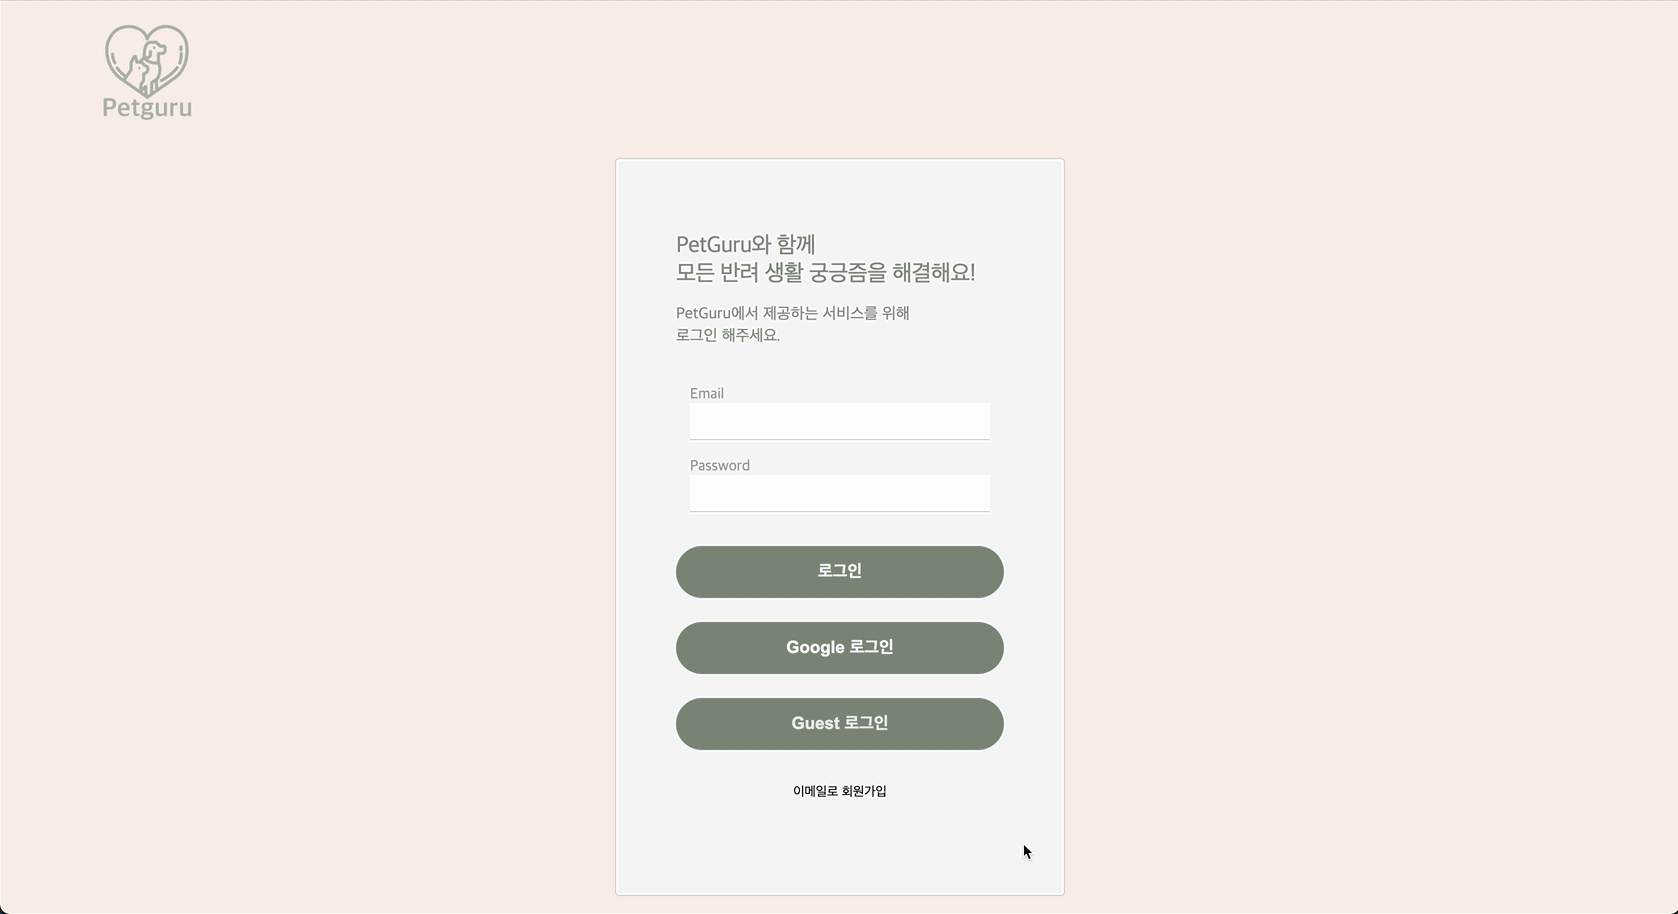 Petguru
PetGuru와 함께
모든 반려 생활 궁긍즘을 해결해요!
PetGuru에서 제공하는 서비스를 위해
로그인 해주세요.
Email
Password
로그인
Google 로그인
Guest 로그인
이메일로 회원가입